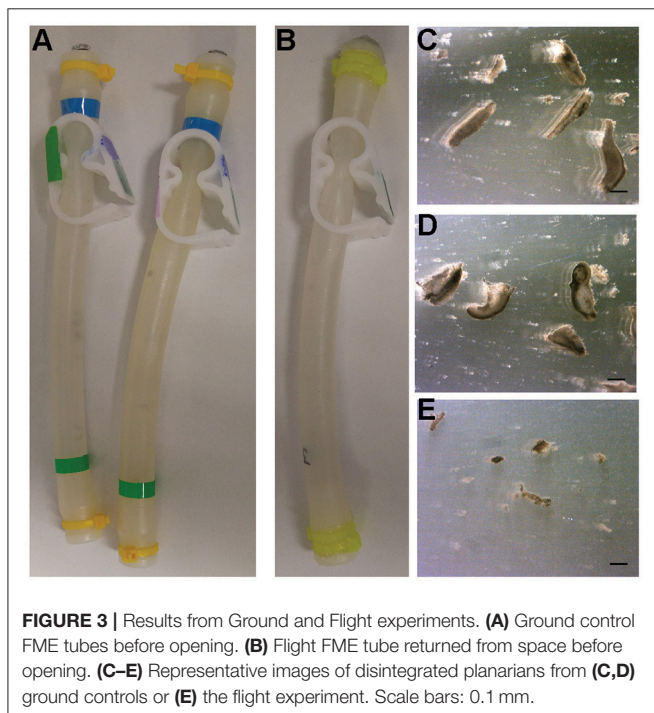 A
B
C
D
E
FIGURE 3 | Results from Ground and Flight experiments. (A) Ground control
FME tubes before opening. (B) Flight FME tube returned from space before
opening. (C–E) Representative images of disintegrated planarians from (C,D)
ground controls or (E) the flight experiment. Scale bars: 0.1 mm.